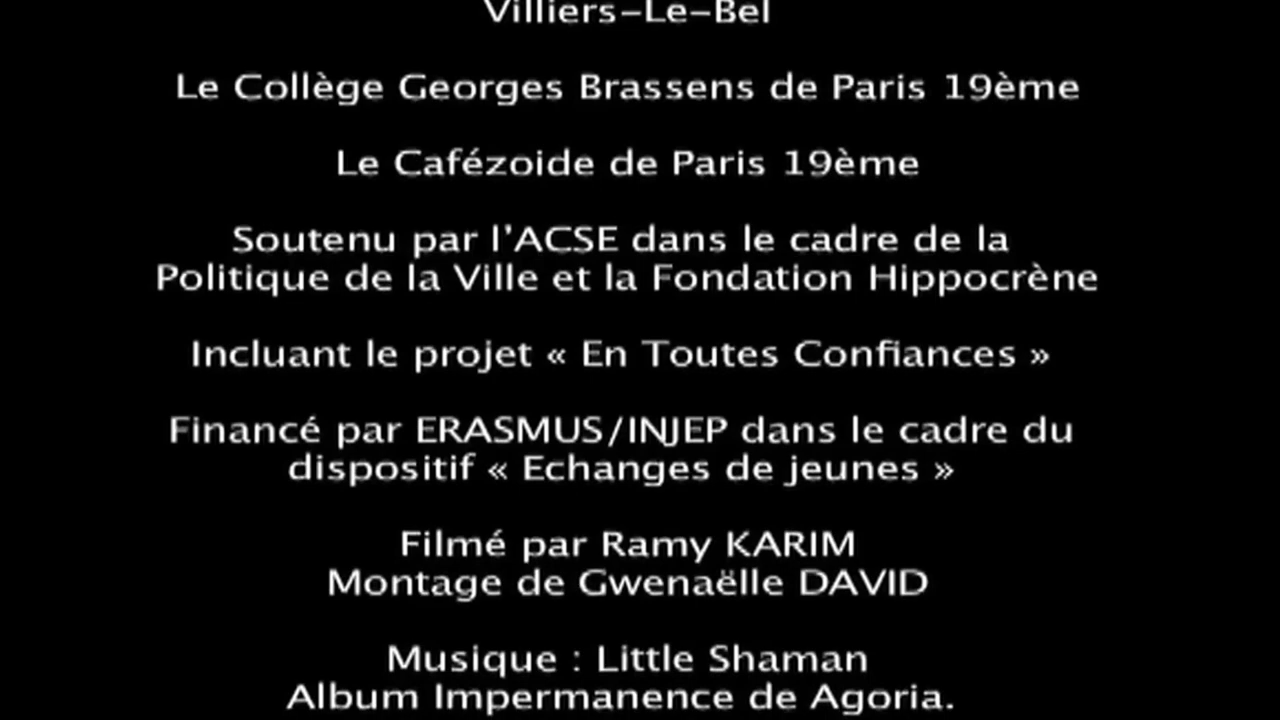 Villiers-Le-Bel
Le Collège Georges Brassens de Paris 19ème
Le Cafézoide de Paris 19ème
Soutenu par l'ACSE dans le cadre de la
Politique de la Ville et la Fondation Hippocrène
Incluant le projet « En Toutes Confiances »
Financé par ERASMUS/INJEP dans le cadre du
dispositif « Echanges de jeunes »
Filmé par Ramy KARIM
Montage de Gwenaëlle DAVID
Musique : Little Shaman
Album Impermanence de Agoria.